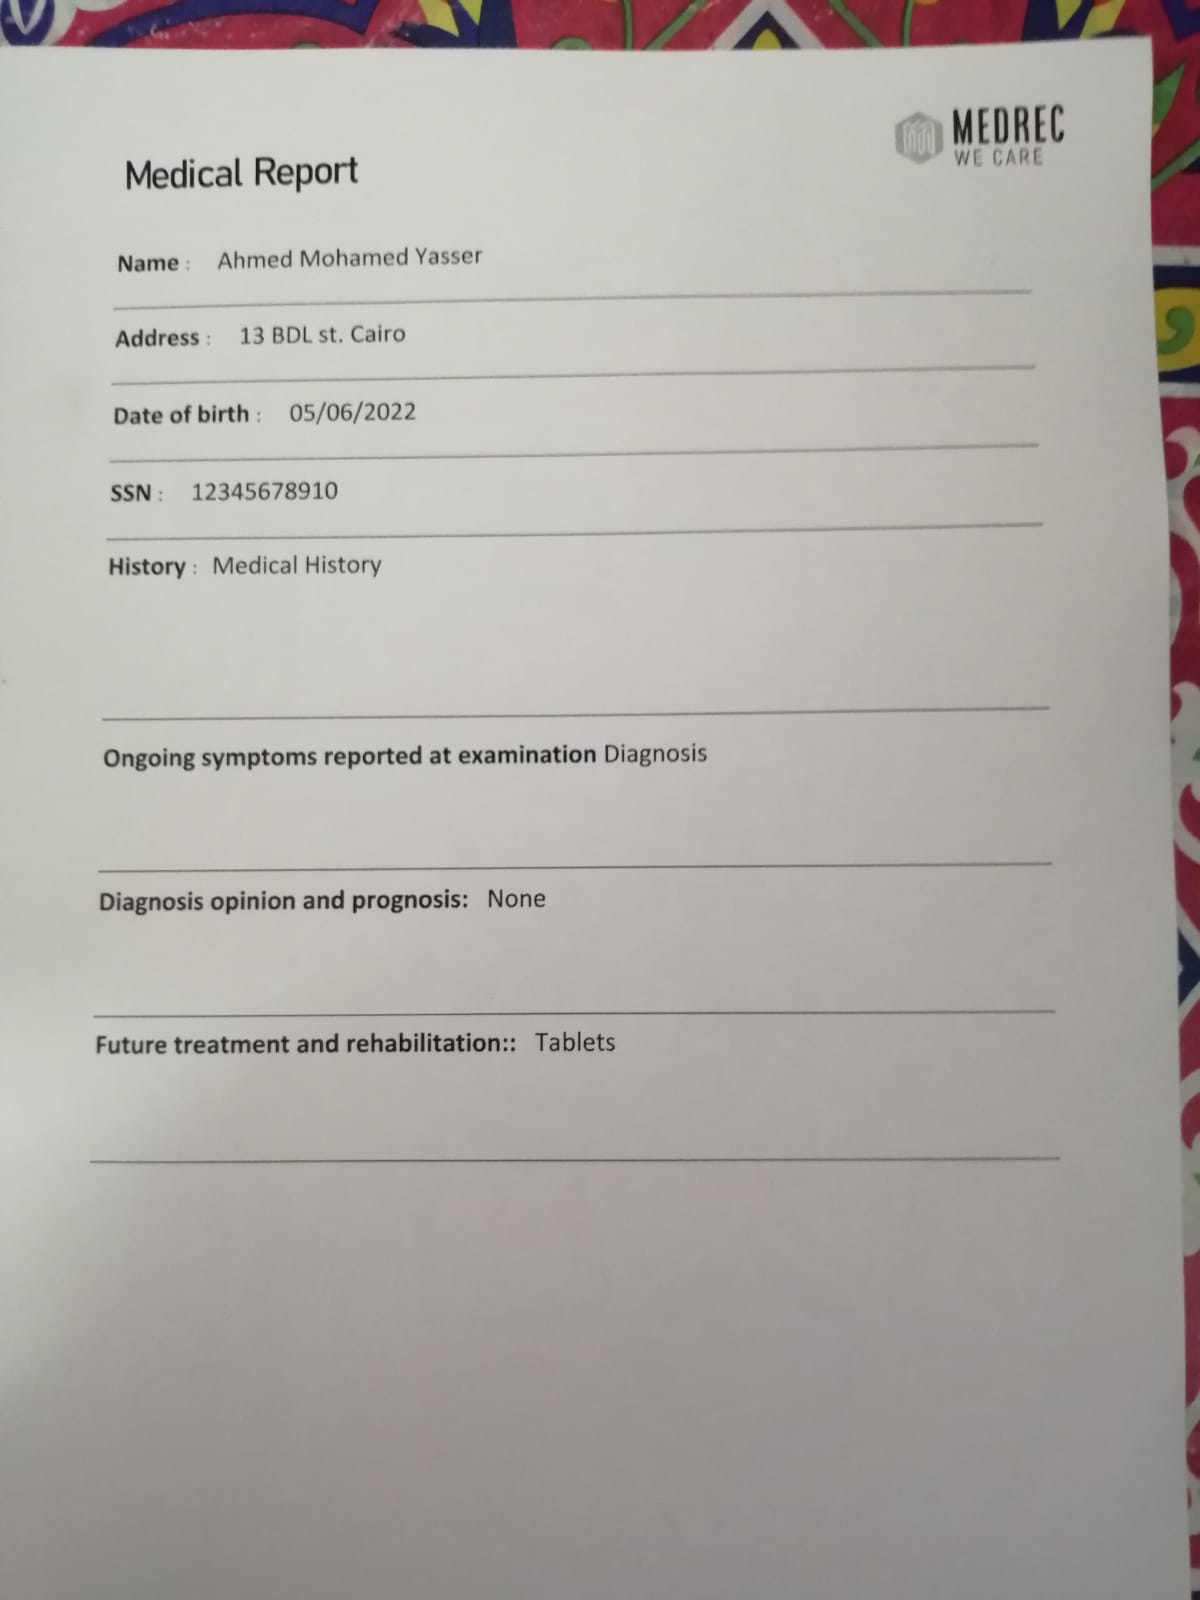 MEDREC
WE CARE
Medical Report
Name : Ahmed Mohamed Yasser
Address : 13 BDL st. Cairo
Date of birth : 05/06/2022
SSN : 12345678910
History : Medical History
Ongoing symptoms reported at examination Diagnosis
Diagnosis opinion and prognosis: None
Future treatment and rehabilitation:: Tablets